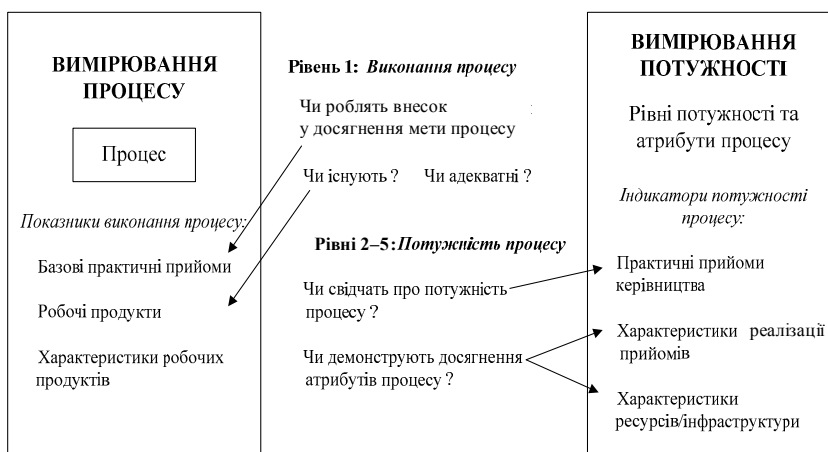 ВИМІРЮВАННЯ
ПРОЦЕСУ
Процес
Показники виконання процесу:
Базові практичні прийоми
Робочі продукти
Характеристики робочих
продуктів
Рівень 1: Виконання процесу
Чи роблять внесок
у досягнення мети процесу
Чи існують ? Чи адекватні ?
Рівні 2–5: Потужність процесу
Чи свідчать про потужність
процесу ?
Чи демонструють досягнення
атрибутів процесу ?
ВИМІРЮВАННЯ
ПОТУЖНОСТІ
Рівні потужності та
атрибути процесу
Індикатори потужності
процесу:
Практичні прийоми
керівництва
Характеристики реалізації
прийомів
Характеристики
ресурсів/інфраструктури